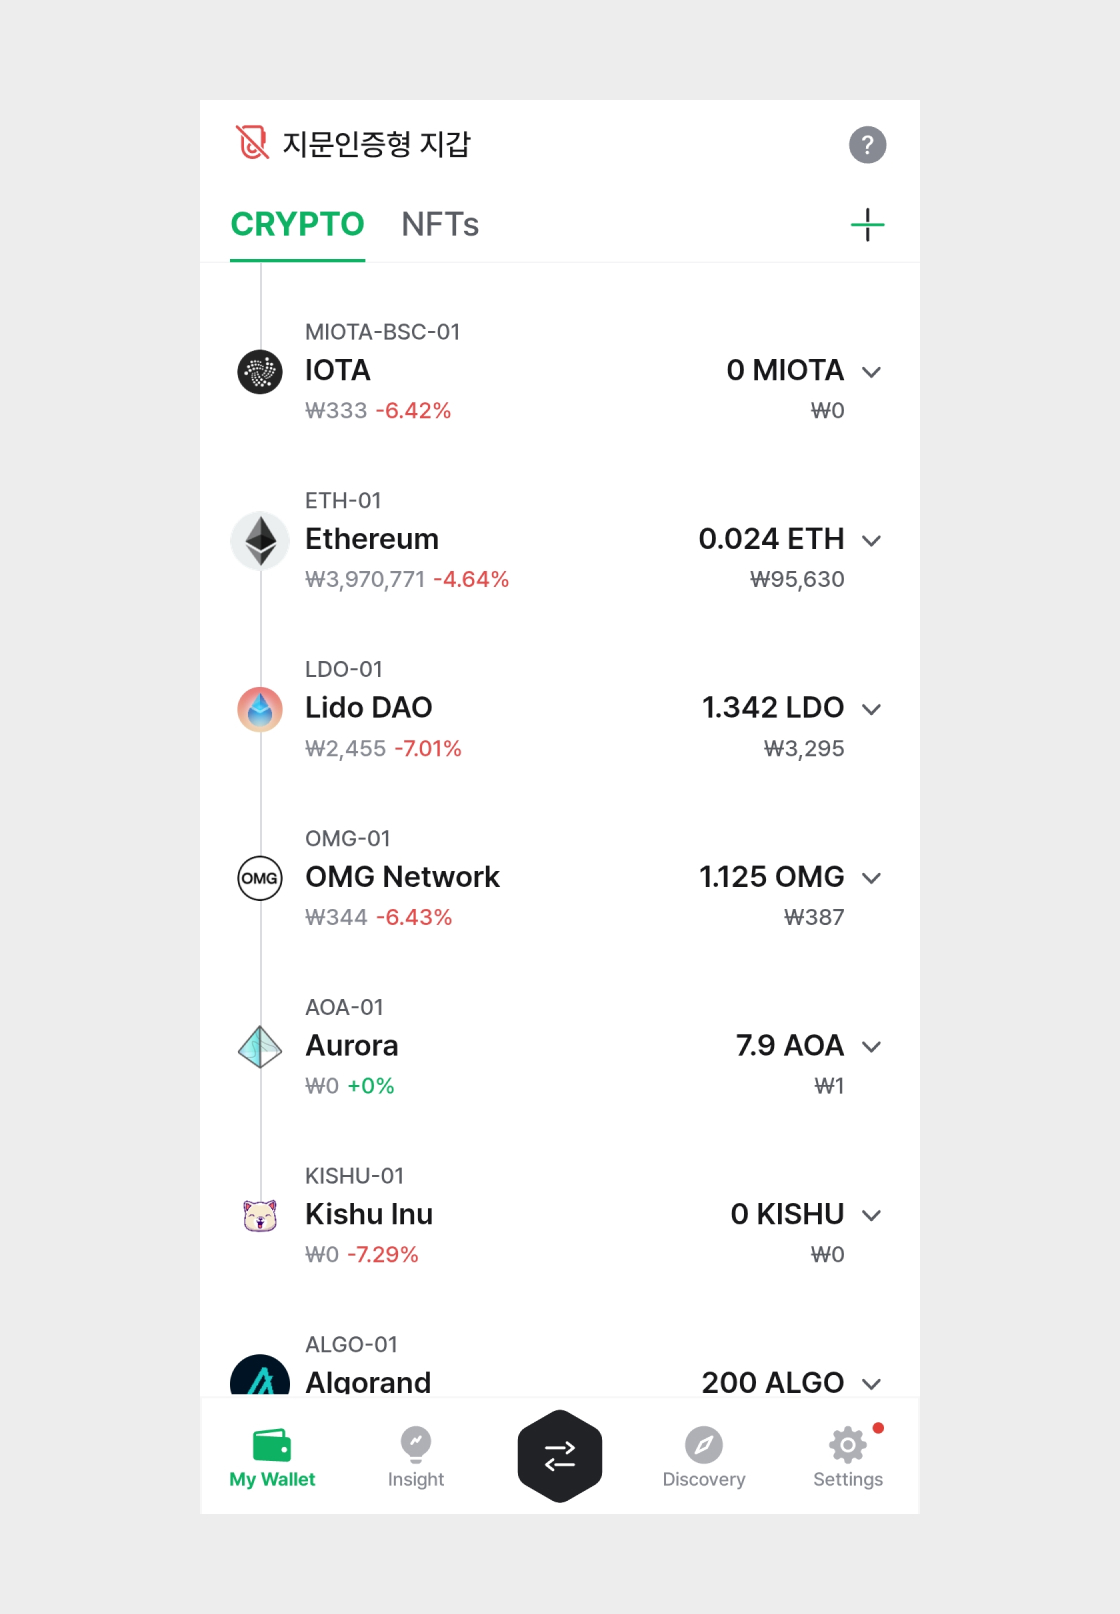 지문인증형 지갑
?
CRYPTO NFTs
MIOTA-BSC-01
IOTA 0 MIOTA
₩333 -6.42% ₩0
ETH-01
Ethereum 0.024 ETH
₩3,970,771 -4.64% ₩95,630
LDO-01
Lido DAO 1.342 LDO
₩2,455 -7.01% ₩3,295
OMG-01
OMG OMG Network 1.125 OMG
₩344 -6.43% ₩387
AOA-01
Aurora 7.9 AOA
₩0 +0% ₩1
KISHU-01
Kishu Inu 0 KISHU
₩0 -7.29% ₩0
ALGO-01
Algorand 200 ALGO
My Wallet Insight Discovery Settings